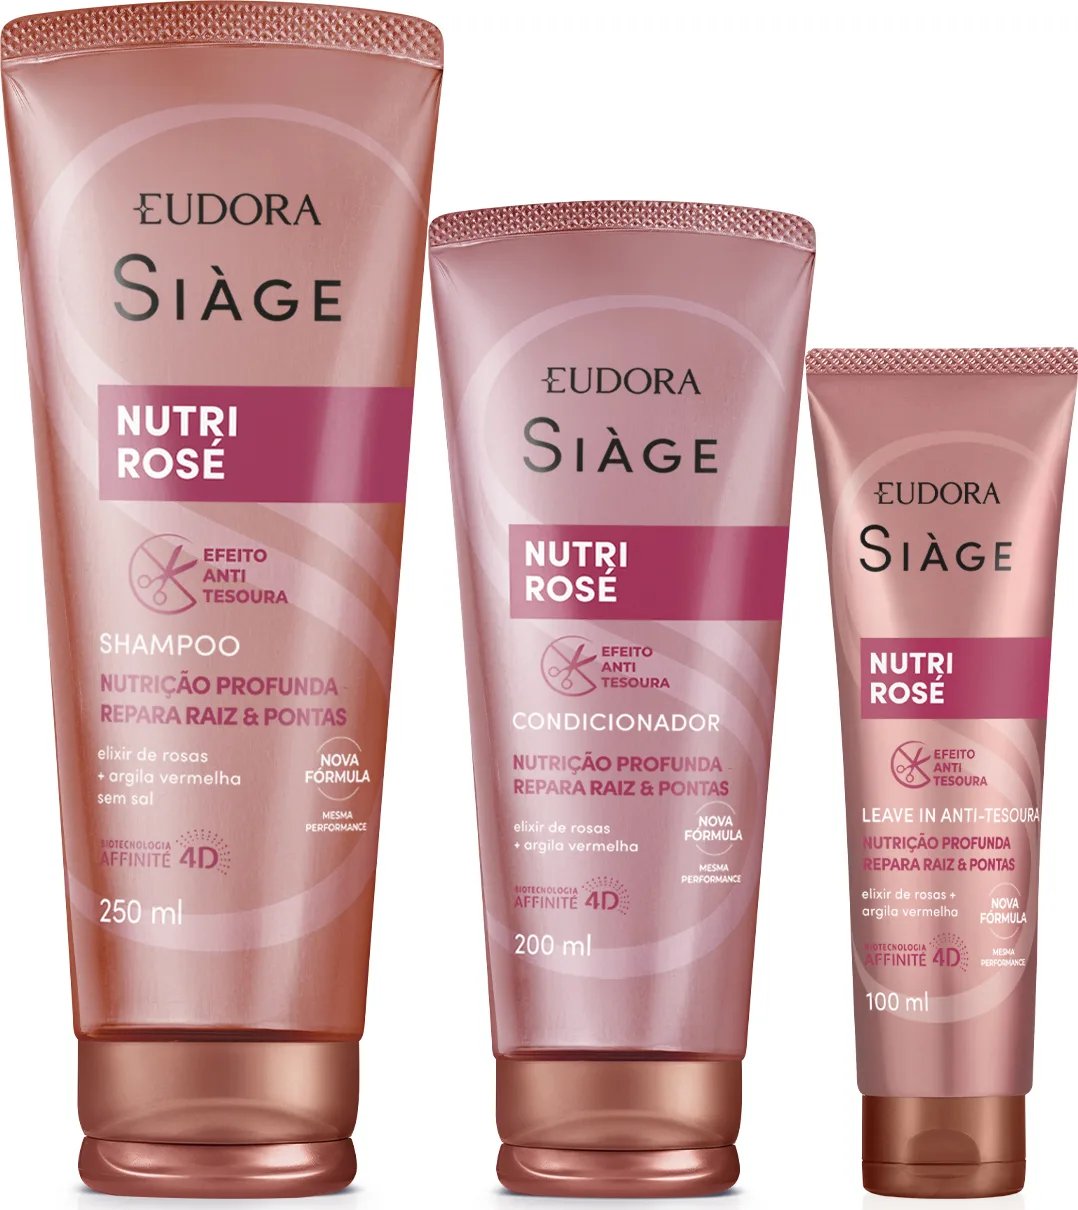 EUDORA
SIÀGE
NUTRI
ROSÉ
EFEITO
ANTI
TESOURA
SHAMPOO
NUTRIÇÃO PROFUNDA
REPARA RAIZ & PONTAS
elixir de rosas
+ argila vermelha
sem sal
NOVA
FÓRMULA
MESMA
PERFORMANCE
BIOTECNOLOGIA
AFFINITÉ 4D
250 ml
EUDORA
SIÀGE
NUTRI
ROSÉ
EFEITO
ANTI
TESOURA
CONDICIONADOR
NUTRIÇÃO PROFUNDA
REPARA RAIZ & PONTAS
elixir de rosas
+ argila vermelha
NOVA
FÓRMULA
MESMA
PERFORMANCE
BIOTECNOLOGIA
AFFINITÉ 4D
200 ml
EUDORA
SIÀGE
NUTRI
ROSÉ
EFEITO
ANTI
TESOURA
LEAVE IN ANTI-TESOURA
NUTRIÇÃO PROFUNDA
REPARA RAIZ & PONTAS
elixir de rosas +
argila vermelha
NOVA
FÓRMULA
MESMA
PERFORMANCE
BIOTECNOLOGIA
AFFINITÉ 4D
100 ml